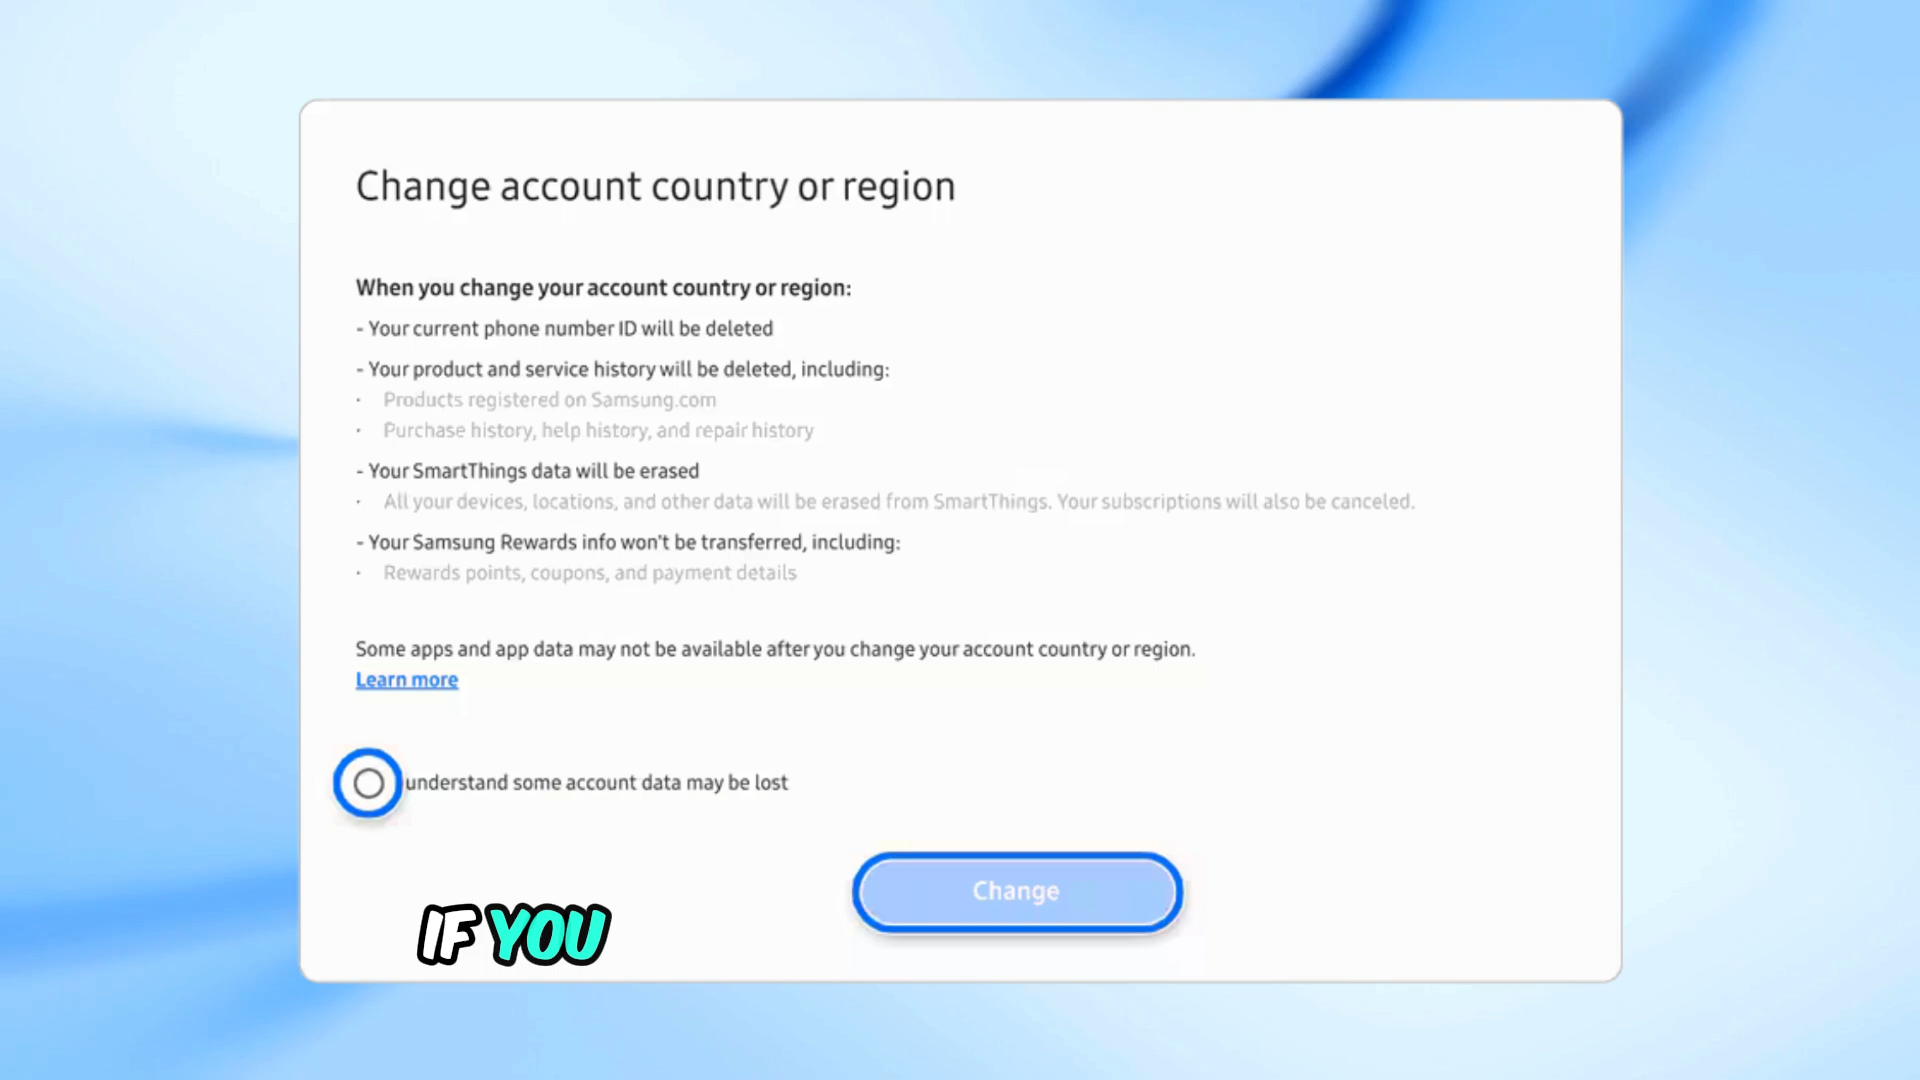 Change account country or region
When you change your account country or region:
- Your current phone number ID will be deleted
- Your product and service history will be deleted, including:
· Products registered on Samsung.com
· Purchase history, help history, and repair history
- Your SmartThings data will be erased
· All your devices, locations, and other data will be erased from SmartThings. Your subscriptions will also be canceled.
- Your Samsung Rewards info won't be transferred, including:
· Rewards points, coupons, and payment details
Some apps and app data may not be available after you change your account country or region.
Learn more
understand some account data may be lost
Change
IF YOU